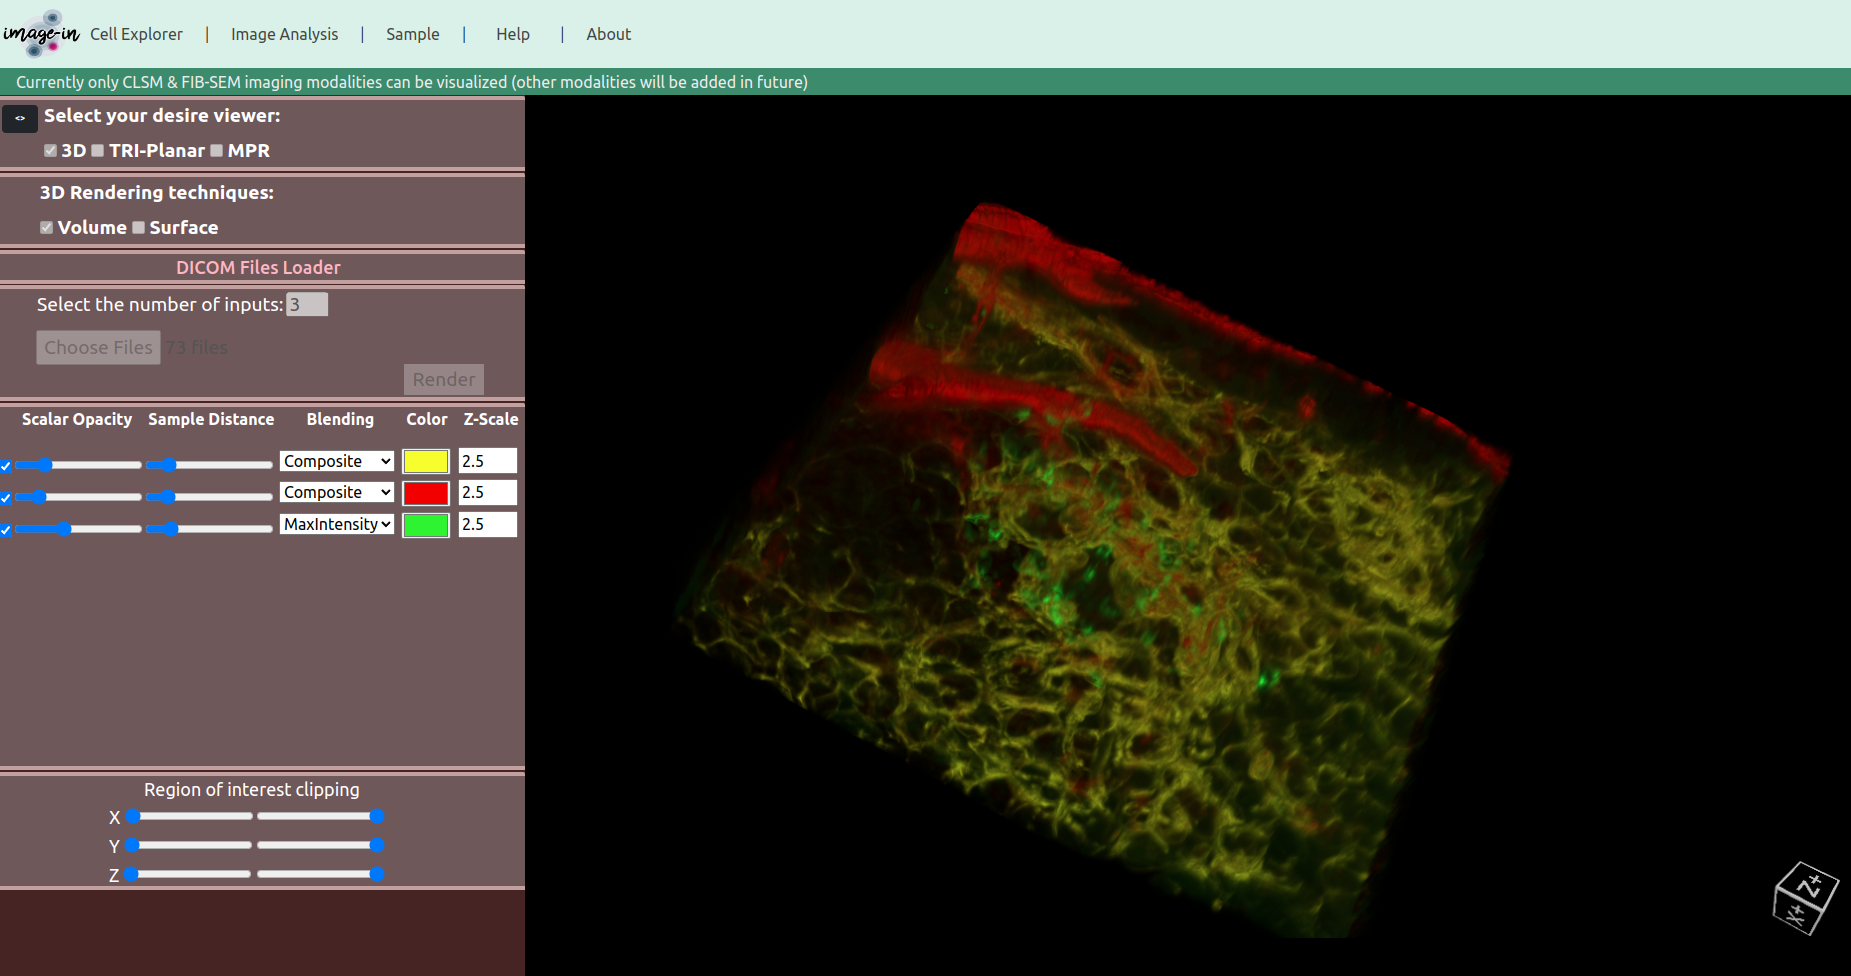 image-in Cell Explorer | Image Analysis | Sample | Help | About
Currently only CLSM & FIB-SEM imaging modalities can be visualized (other modalities will be added in future)
<> Select your desire viewer:
3D TRI-Planar MPR
3D Rendering techniques:
Volume Surface
DICOM Files Loader
Select the number of inputs: 3
Choose Files 73 files
Render
Scalar Opacity Sample Distance Blending Color Z-Scale
Composite 2.5
Composite 2.5
MaxIntensity 2.5
Region of interest clipping
X
Y
Z
Z+
X+